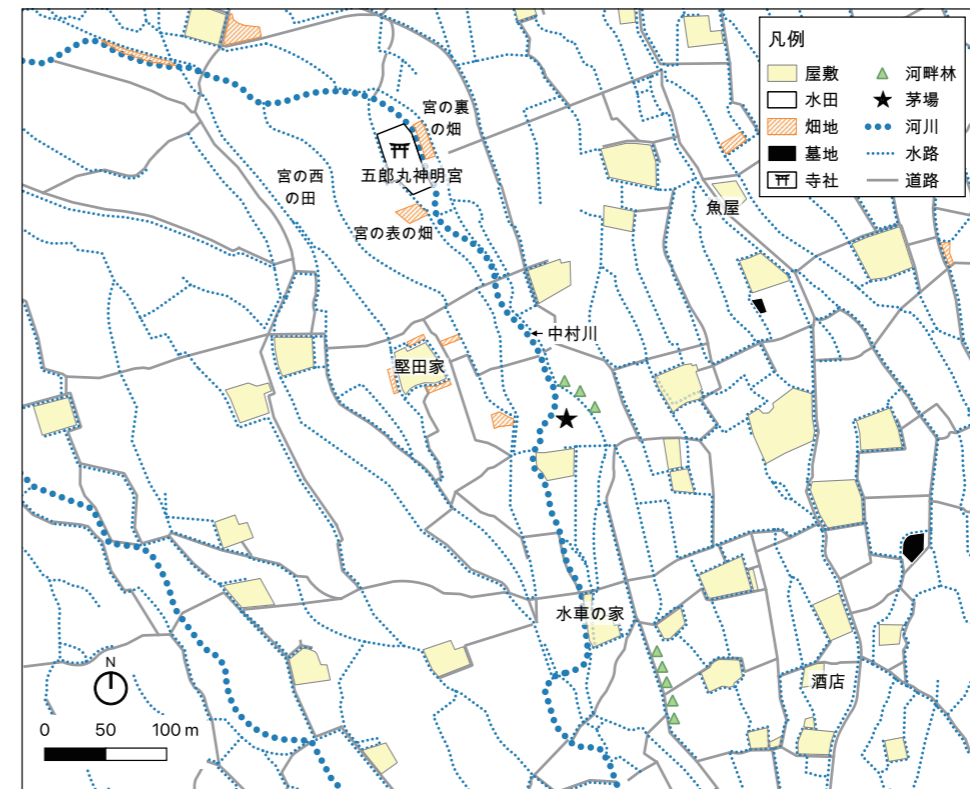 凡例
屋敷
水田
畑地
墓地
寺社
河畔林
茅場
河川
水路
道路
宮の裏
の畑
五郎丸神明宮
宮の西
の田
宮の表の畑
魚屋
中村川
堅田家
水車の家
酒店
N
0 50 100 m